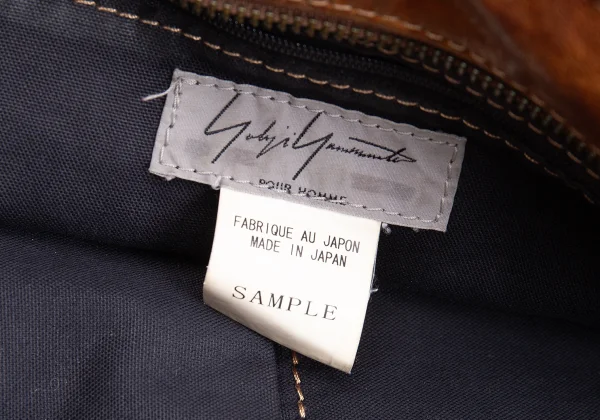 Yohji Yamamoto
POUR HOMME
FABRIQUE AU JAPON
MADE IN JAPAN
SAMPLE